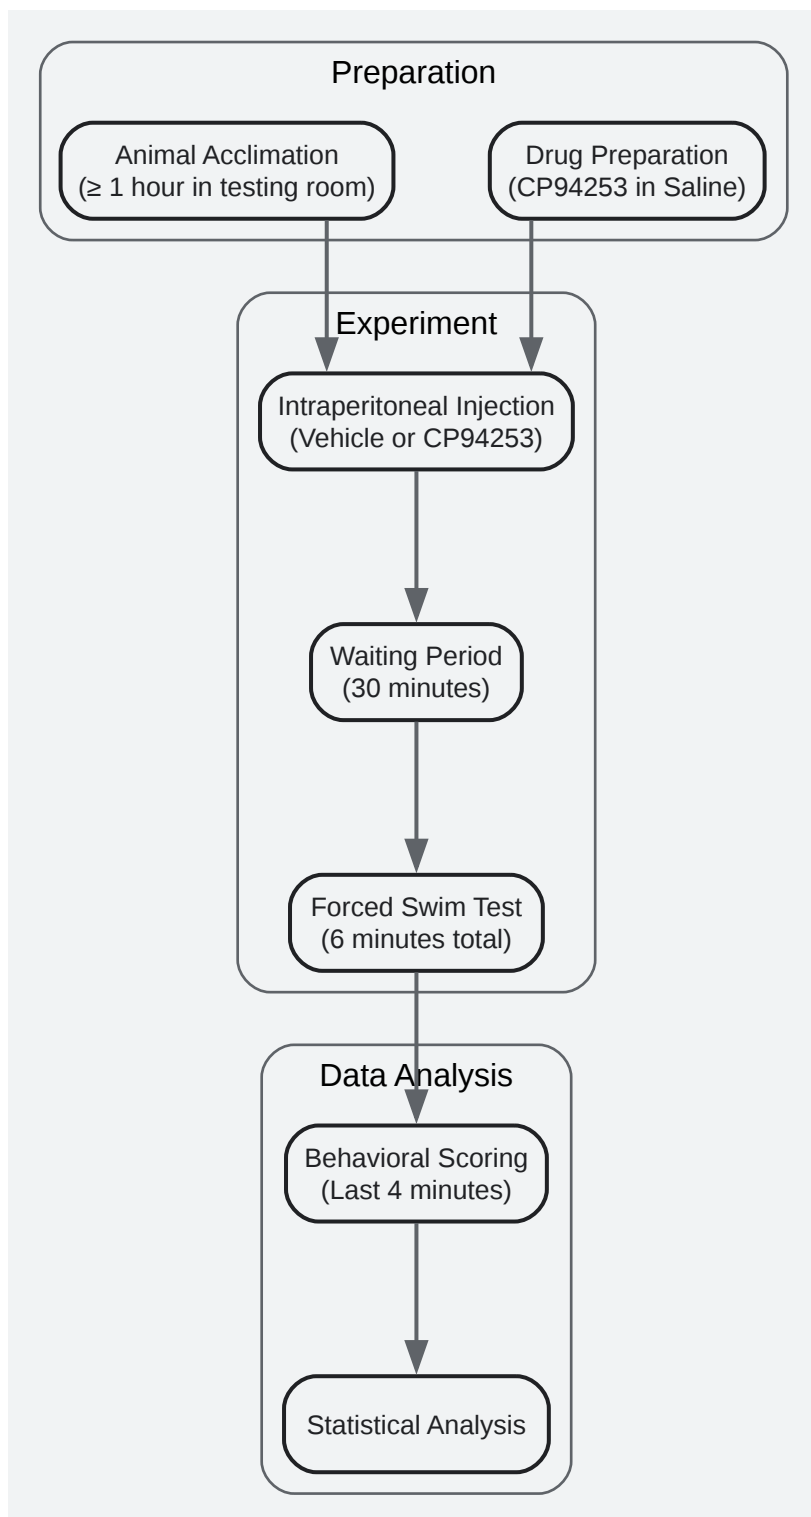 Preparation
Animal Acclimation
(≥ 1 hour in testing room)
Drug Preparation
(CP94253 in Saline)
Experiment
Intraperitoneal Injection
(Vehicle or CP94253)
Waiting Period
(30 minutes)
Forced Swim Test
(6 minutes total)
Data Analysis
Behavioral Scoring
(Last 4 minutes)
Statistical Analysis